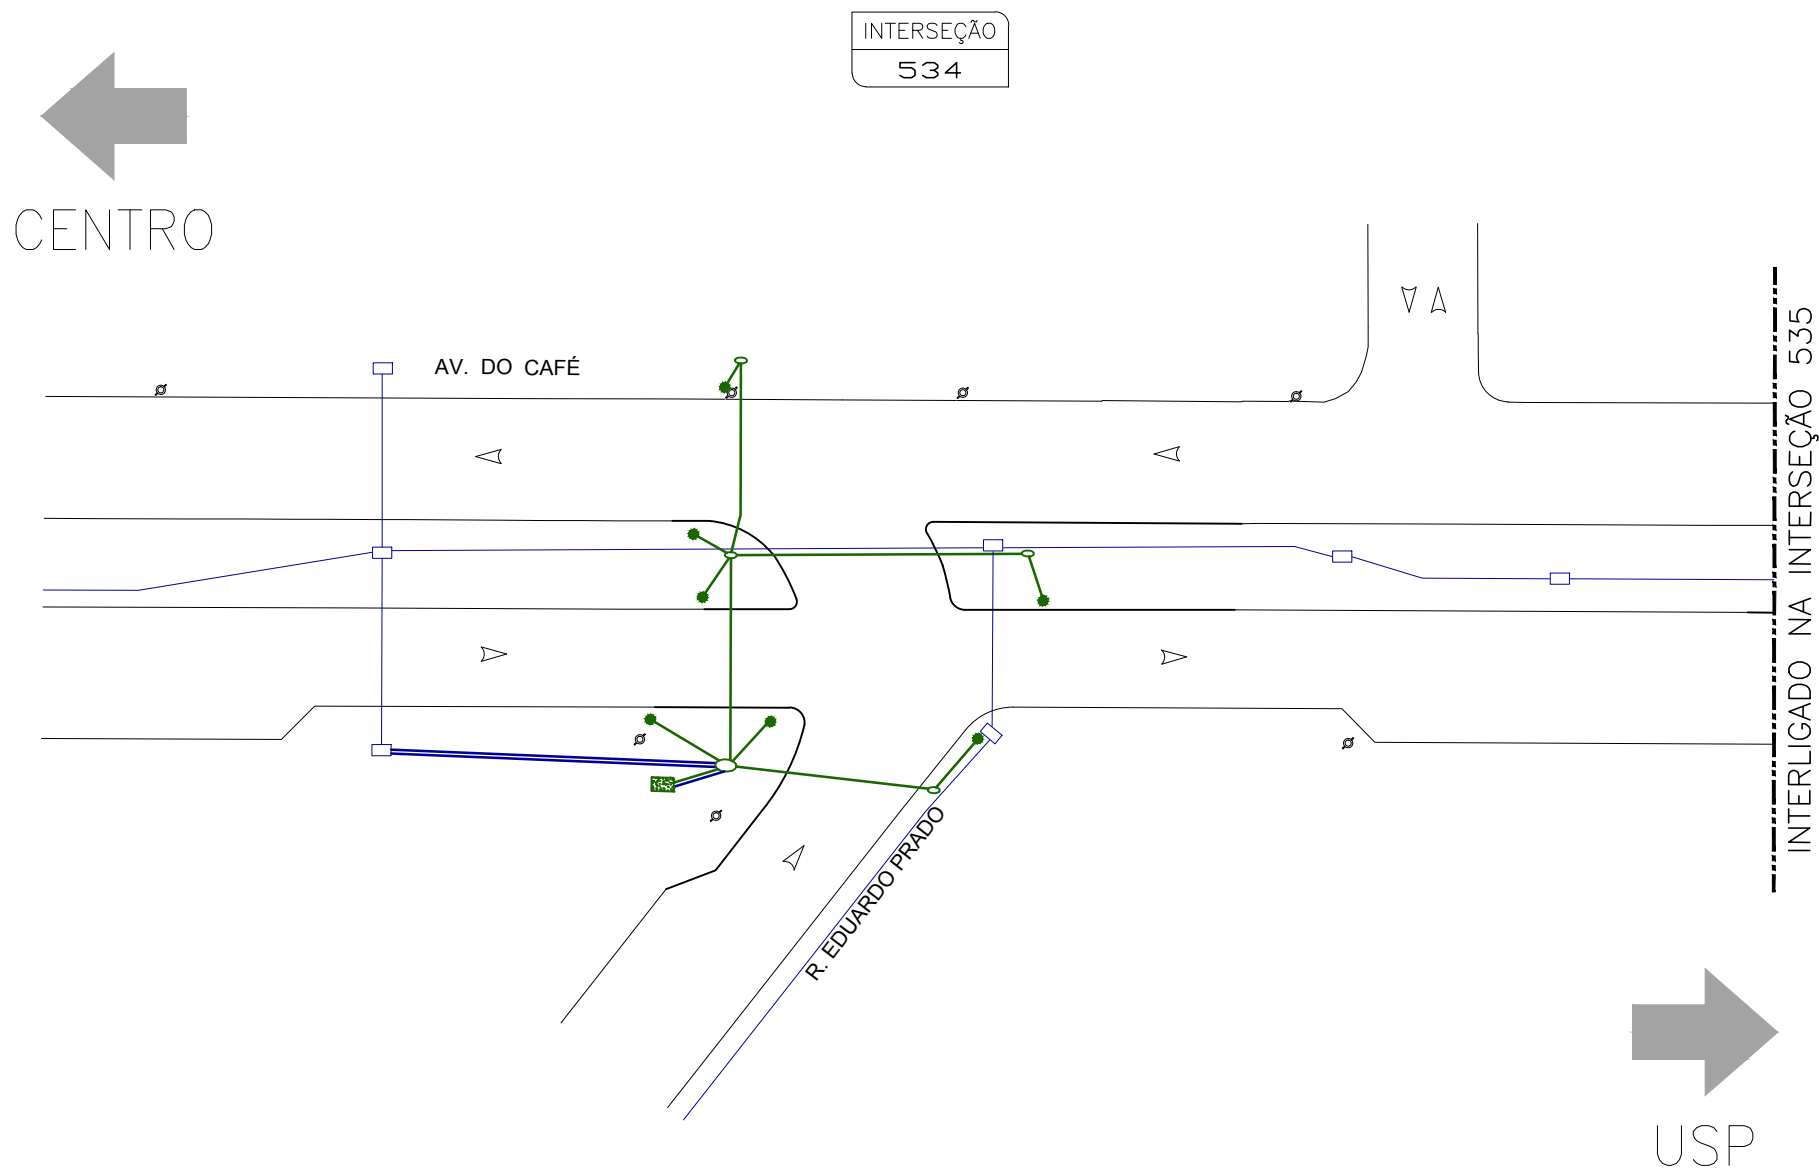 INTERSEÇÃO
534
CENTRO
AV. DO CAFÉ
INTERLIGADO NA INTERSEÇÃO 535
R. EDUARDO PRADO
USP